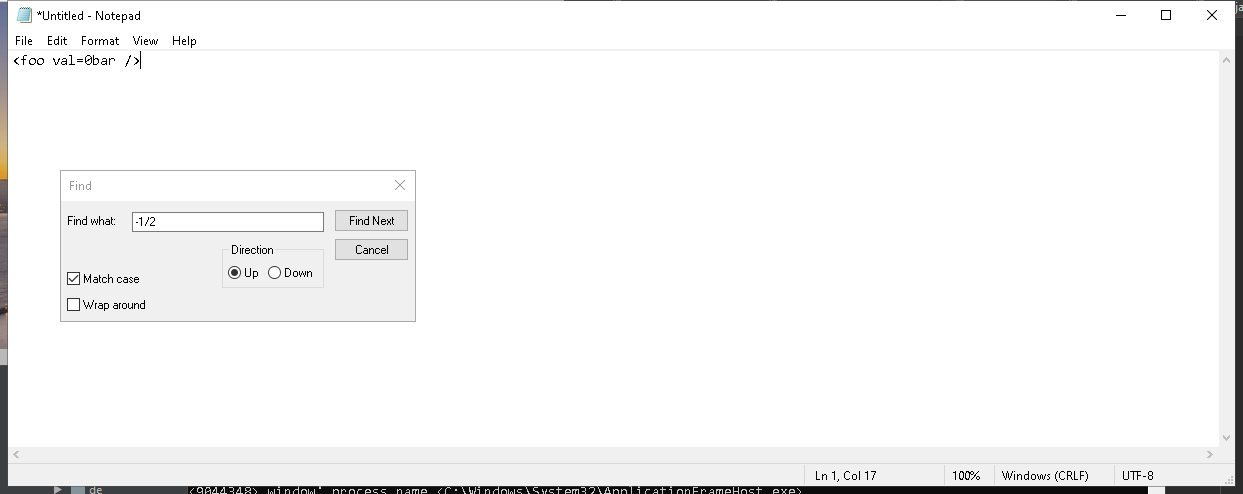 *Untitled - Notepad
File Edit Format View Help
<foo val=0bar />
Find
Find what: -1/2 Find Next
Direction Cancel
Up Down
Match case
Wrap around
Ln 1, Col 17 100% Windows (CRLF) UTF-8
de <9044348> window' process name <C:\Windows\System32\ApplicationFrameHost.exe>